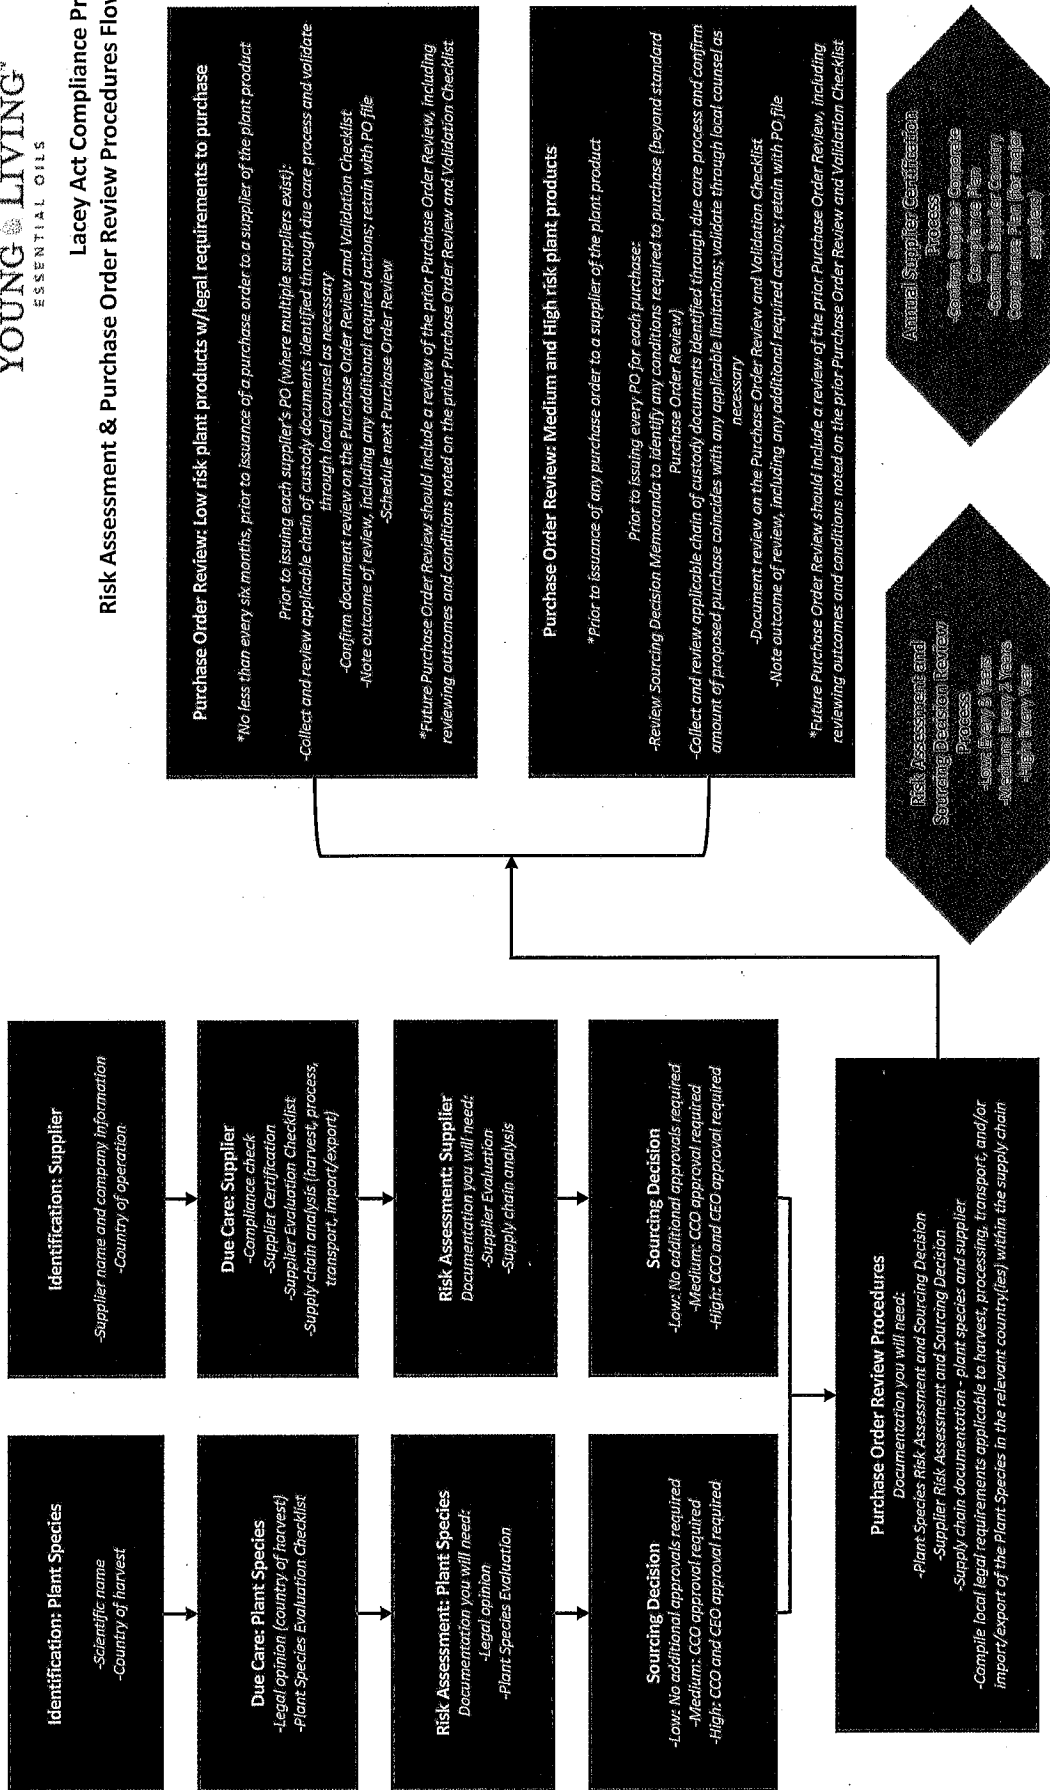 YOUNG LIVING™
ESSENTIAL OILS
Lacey Act Compliance Pr
Risk Assessment & Purchase Order Review Procedures Flo
Identification: Plant Species
-Scientific name
-Country of harvest
Due Care: Plant Species
-Legal opinion (country of harvest)
-Plant Species Evaluation Checklist
Risk Assessment: Plant Species
Documentation you will need:
-Legal opinion
-Plant Species Evaluation
Sourcing Decision
-Low: No additional approvals required
-Medium: CCO approval required
-High: CCO and CEO approval required
Identification: Supplier
-Supplier name and company information
-Country of operation
Due Care: Supplier
-Compliance check
-Supplier Certification
-Supplier Evaluation Checklist
-Supply chain analysis (harvest, process,
transport, import/export)
Risk Assessment: Supplier
Documentation you will need:
-Supplier Evaluation
-Supply chain analysis
Sourcing Decision
-Low: No additional approvals required
-Medium: CCO approval required
-High: CCO and CEO approval required
Purchase Order Review Procedures
Documentation you will need:
-Plant Species Risk Assessment and Sourcing Decision
-Supplier Risk Assessment and Sourcing Decision
-Supply chain documentation - plant species and supplier
-Compile local legal requirements applicable to harvest, processing, transport, and/or
import/export of the Plant Species in the relevant country(ies) within the supply chain
Purchase Order Review: Low risk plant products w/legal requirements to purchase
*No less than every six months, prior to issuance of a purchase order to a supplier of the plant product
Prior to issuing each supplier's PO (where multiple suppliers exist):
-Collect and review applicable chain of custody documents identified through due care process and validate
through local counsel as necessary
-Confirm document review on the Purchase Order Review and Validation Checklist
-Note outcome of review, including any additional required actions; retain with PO file
-Schedule next Purchase Order Review
*Future Purchase Order Review should include a review of the prior Purchase Order Review, including
reviewing outcomes and conditions noted on the prior Purchase Order Review and Validation Checklist
Purchase Order Review: Medium and High risk plant products
*Prior to issuance of any purchase order to a supplier of the plant product
Prior to issuing every PO for each purchase:
-Review Sourcing Decision Memoranda to identify any conditions required to purchase (beyond standard
Purchase Order Review)
-Collect and review applicable chain of custody documents identified through due care process and confirm
amount of proposed purchase coincides with any applicable limitations; validate through local counsel as
necessary
-Document review on the Purchase Order Review and Validation Checklist
-Note outcome of review, including any additional required actions; retain with PO file
*Future Purchase Order Review should include a review of the prior Purchase Order Review, including
reviewing outcomes and conditions noted on the prior Purchase Order Review and Validation Checklist
Risk Assessment and
Sourcing Decision Review
Process
-Low: Every 3 Years
-Medium: Every 2 Years
-High: Every Year
Annual Supplier Certification
Process
-Confirm Supplier Corporate
Compliance Plan
-Confirm Supplier Country
Compliance Plan (for major
suppliers)